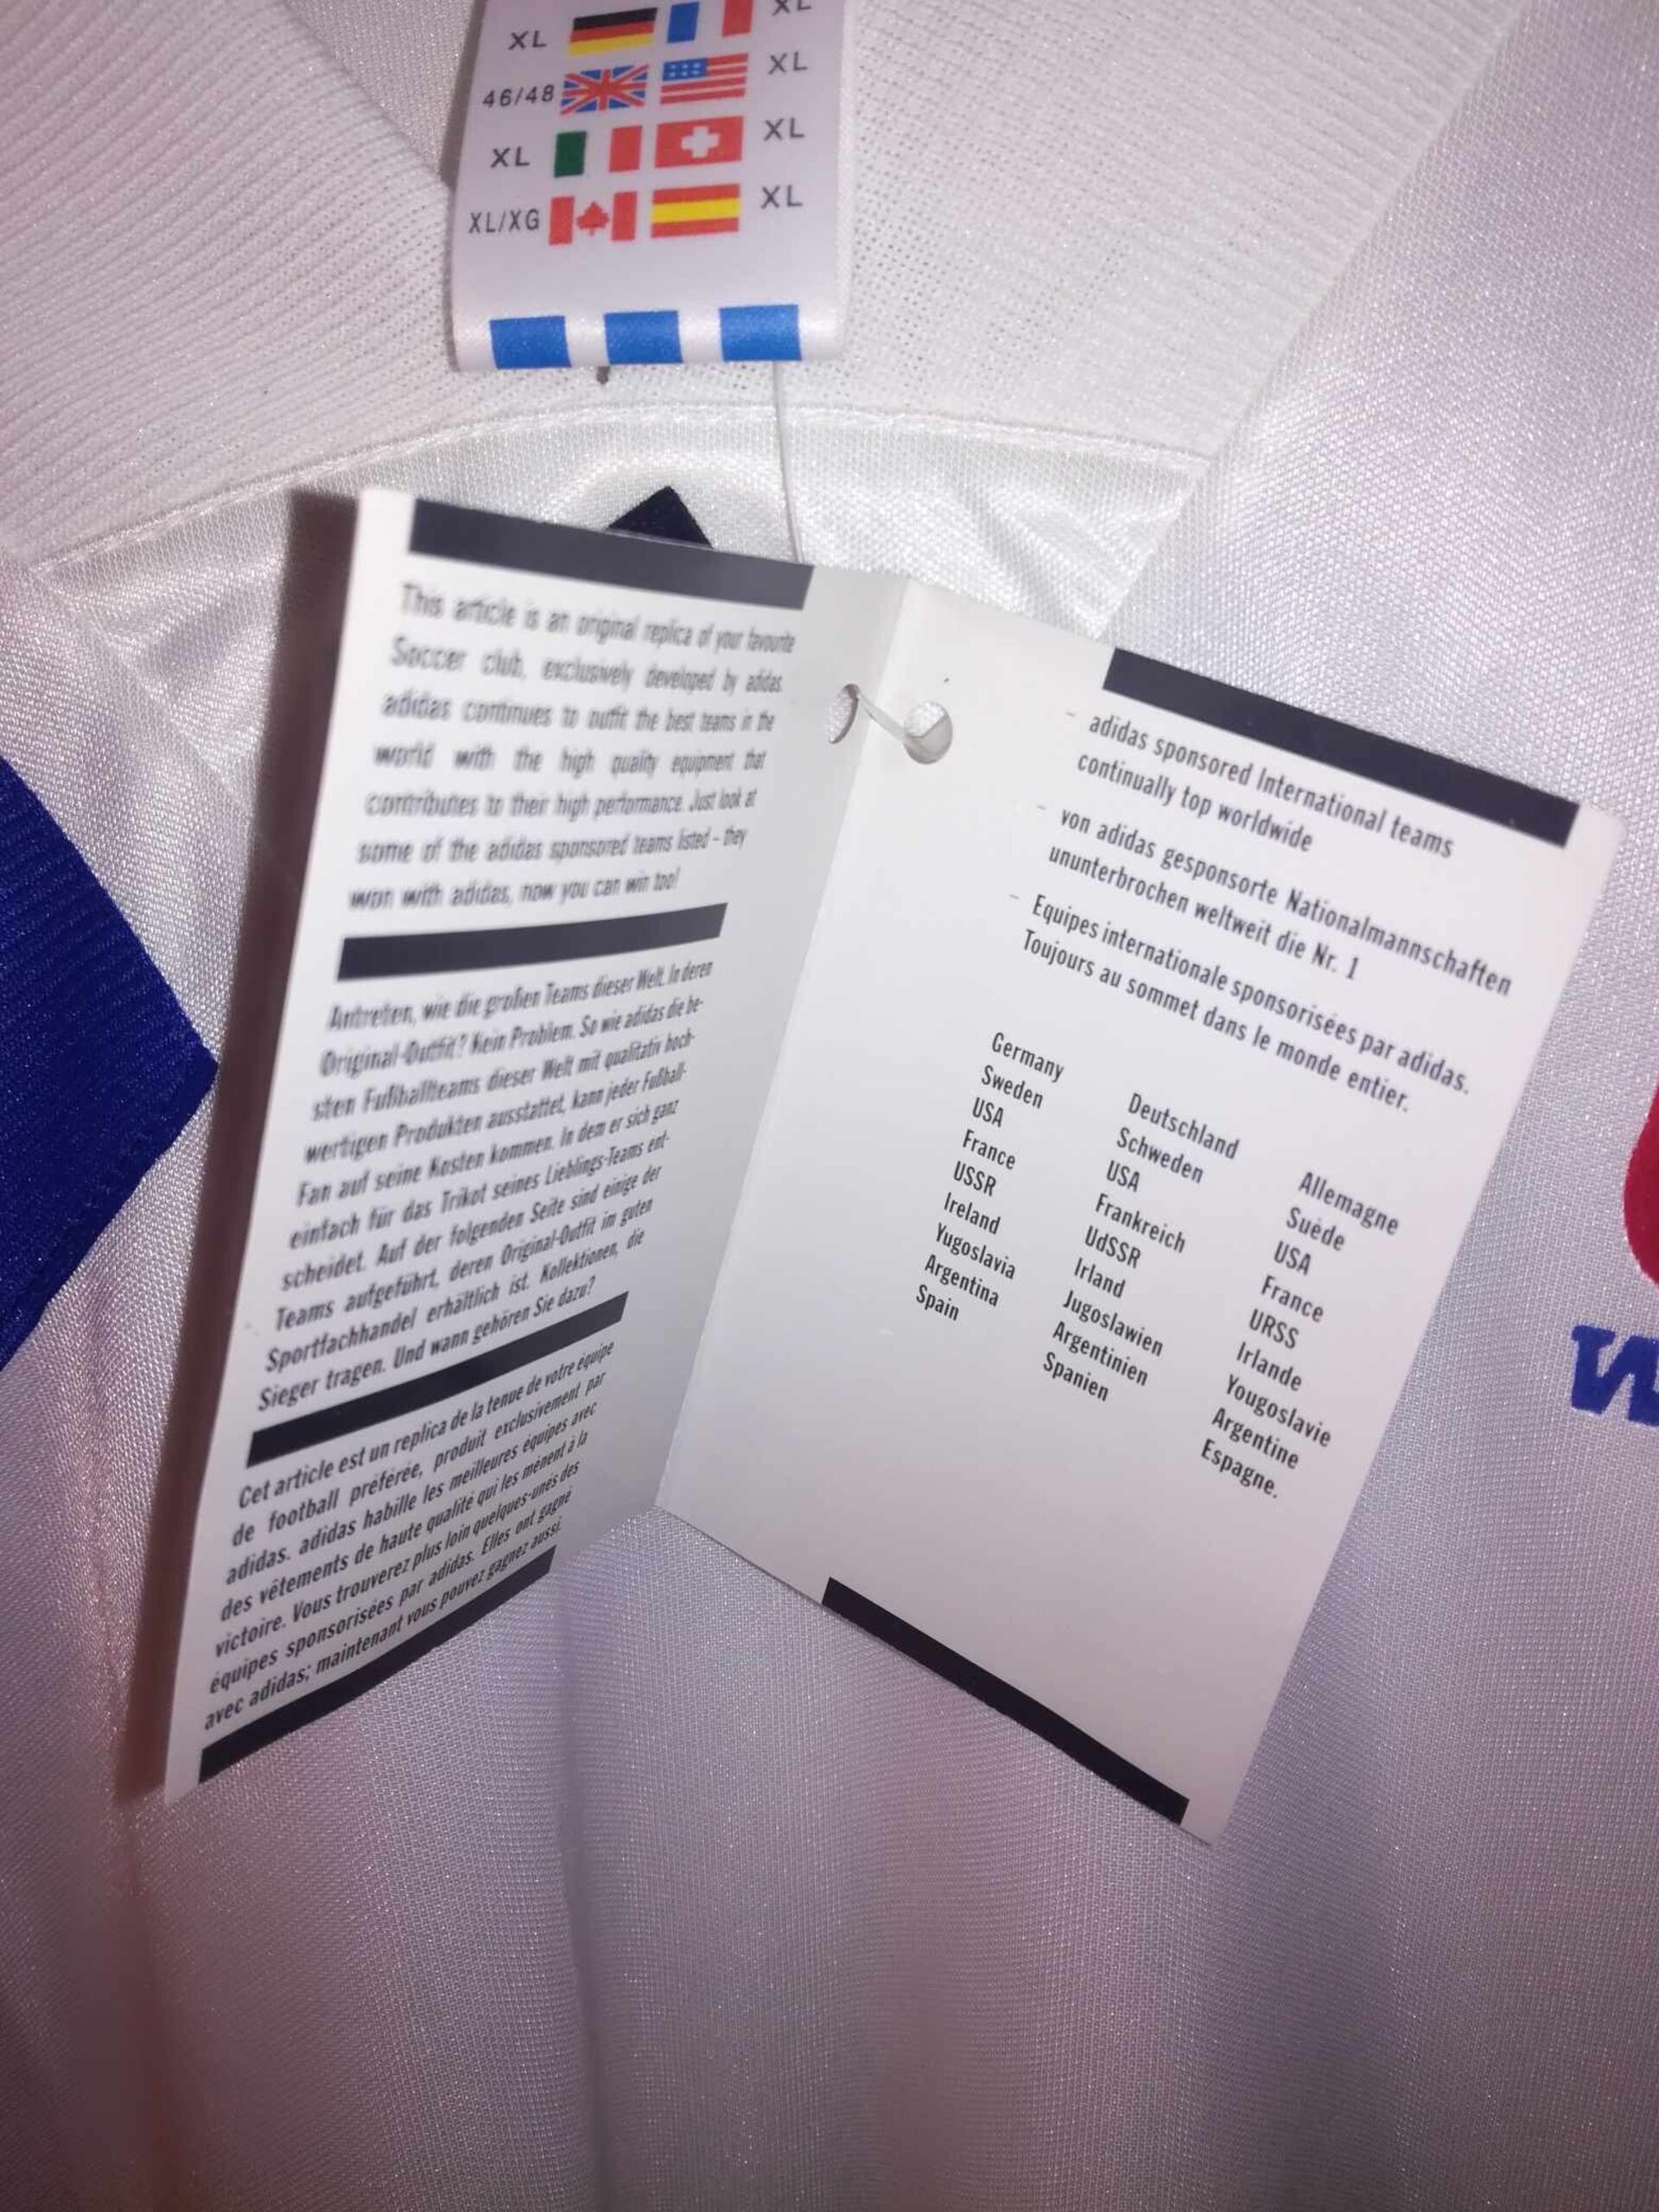 XL XL
46/48 XL
XL XL
XL/XG XL
This article is an original replica of your favourite
Soccer club, exclusively developed by adidas.
adidas continues to outfit the best teams in the
world with the high quality equipment that
contributes to their high performance. Just look at
some of the adidas sponsored teams listed – they
won with adidas, now you can win too!
Antreten, wie die großen Teams dieser Welt. In deren
Original-Outfit? Kein Problem. So wie adidas die be-
sten Fußballteams dieser Welt mit qualitativ hoch-
wertigen Produkten ausstattet, kann jeder Fußball-
Fan auf seine Kosten kommen. In dem er sich ganz
einfach für das Trikot seines Lieblings-Teams ent-
scheidet. Auf der folgenden Seite sind einige der
Teams aufgeführt, deren Original-Outfit im guten
Sportfachhandel erhältlich ist. Kollektionen, die
Sieger tragen. Und wann gehören Sie dazu?
Cet article est un replica de la tenue de votre équipe
de football préférée, produit exclusivement par
adidas. adidas habille les meilleures équipes avec
des vêtements de haute qualité qui les mènent à la
victoire. Vous trouverez plus loin quelques-unes des
équipes sponsorisées par adidas. Elles ont gagné
avec adidas; maintenant vous pouvez gagnez aussi.
– adidas sponsored International teams
continually top worldwide
– von adidas gesponsorte Nationalmannschaften
ununterbrochen weltweit die Nr. 1
– Equipes internationale sponsorisées par adidas.
Toujours au sommet dans le monde entier.
Germany Deutschland Allemagne
Sweden Schweden Suéde
USA USA USA
France Frankreich France
USSR UdSSR URSS
Ireland Irland Irlande
Yugoslavia Jugoslawien Yougoslavie
Argentina Argentinien Argentine
Spain Spanien Espagne.